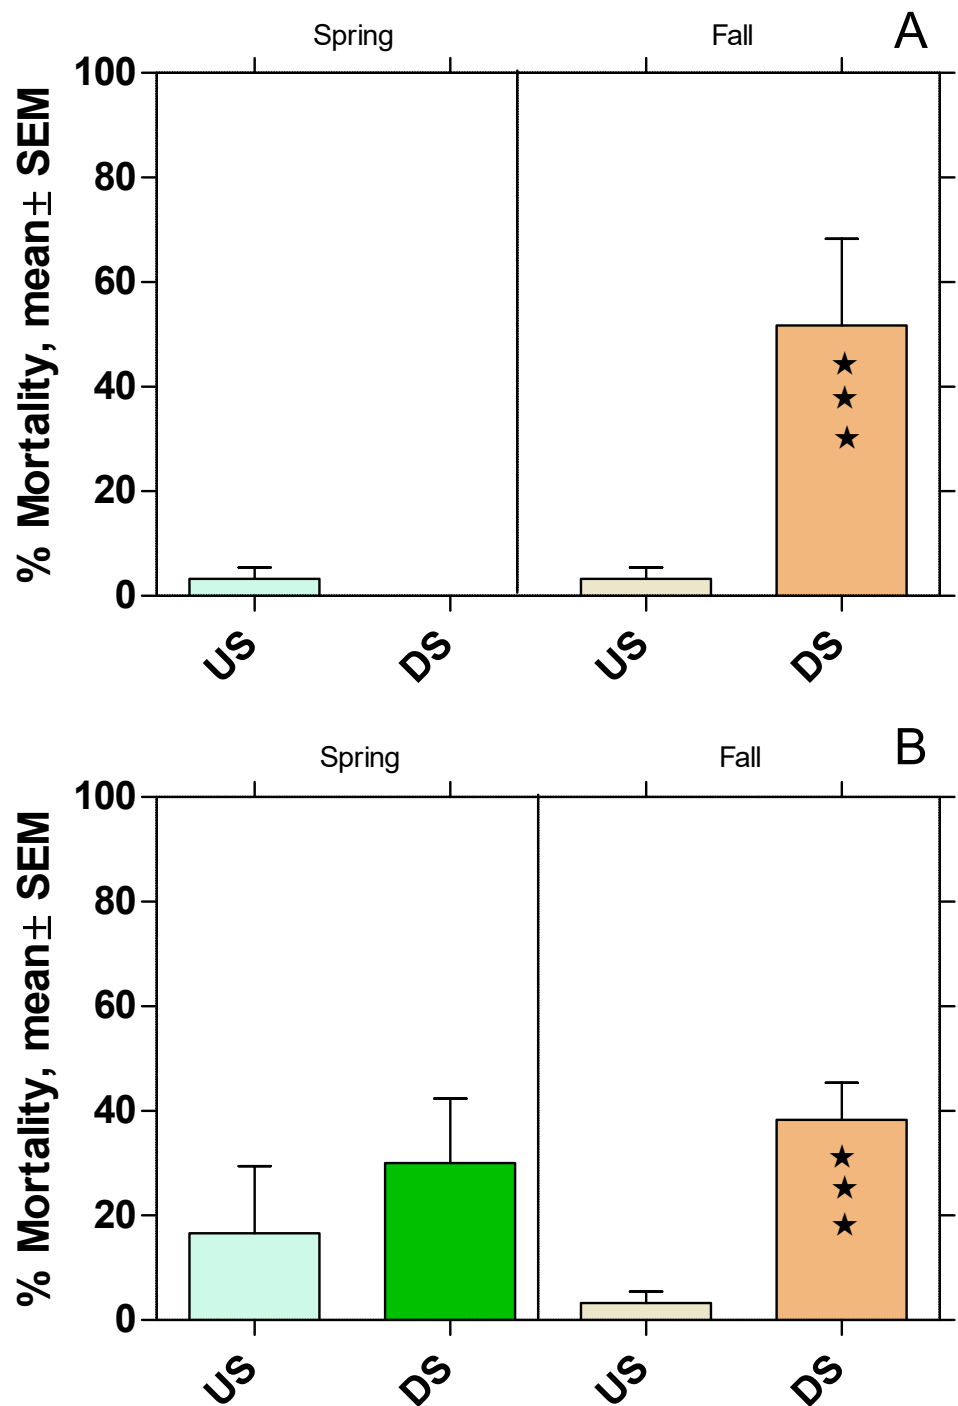 Spring Fall A
% Mortality, mean± SEM
100
80
60
40
20
0
US DS US DS
Spring Fall B
% Mortality, mean± SEM
100
80
60
40
20
0
US DS US DS